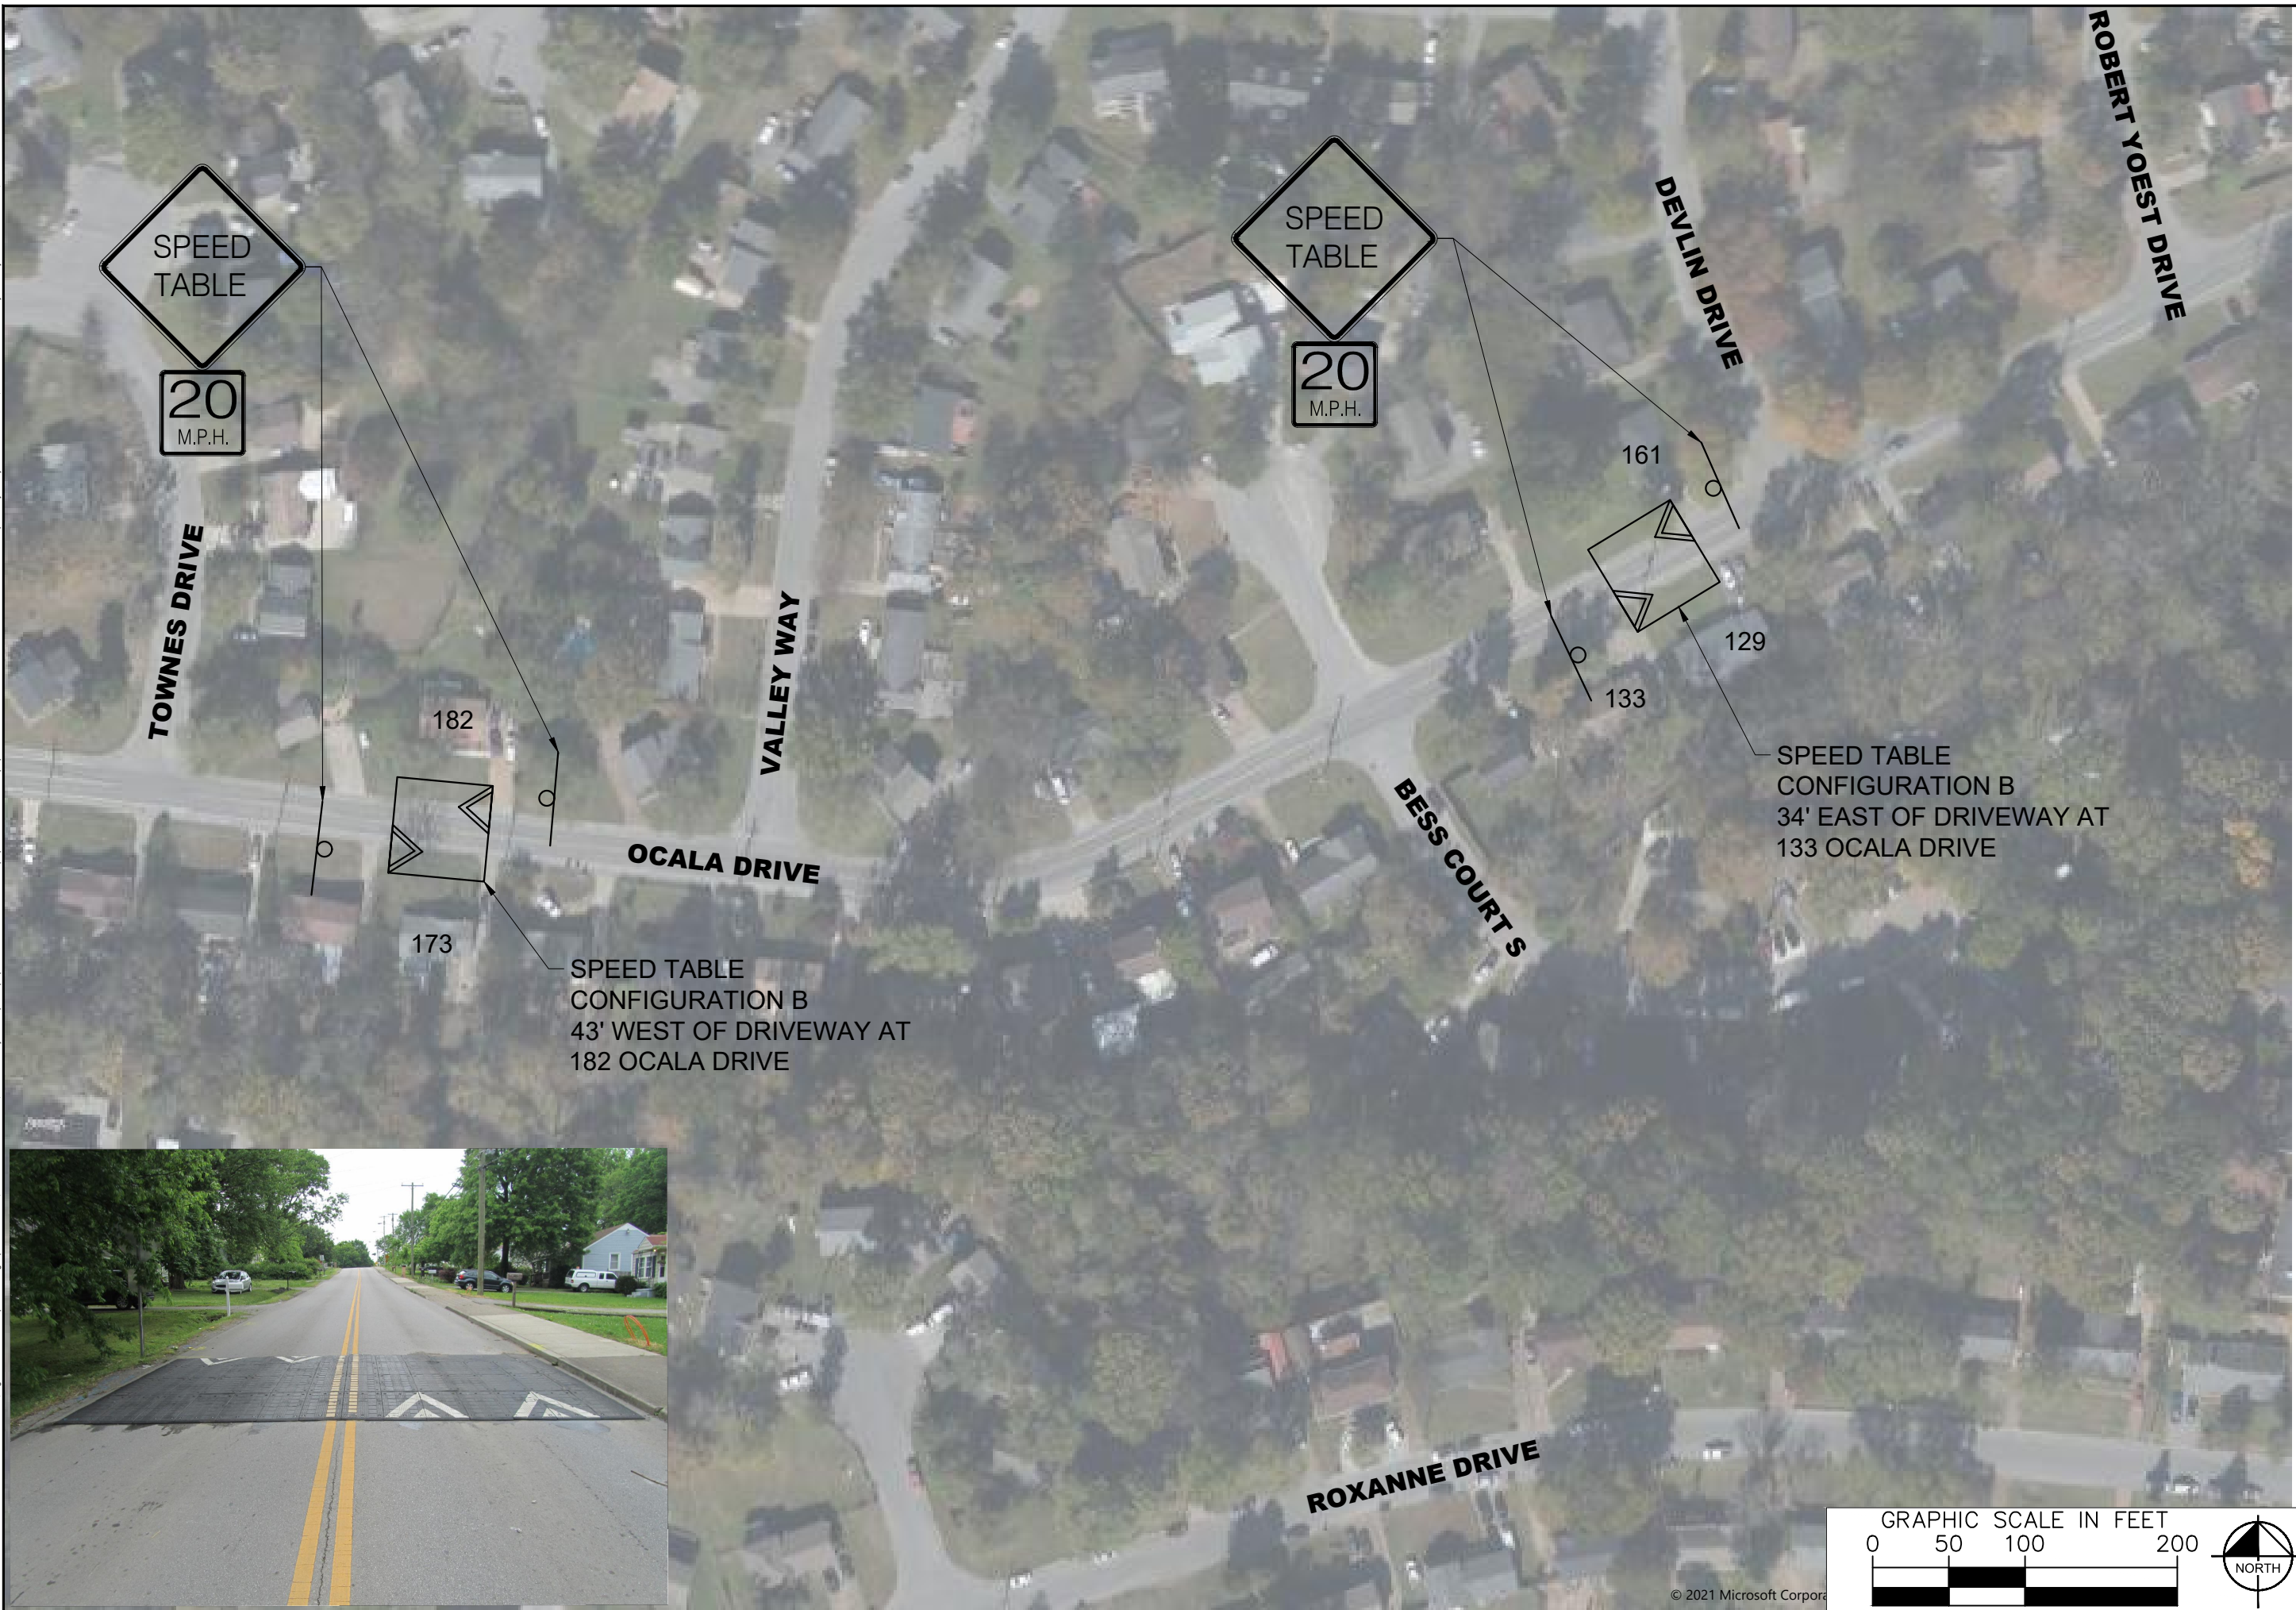 ROBERT YOEST DRIVE
DEVLIN DRIVE
SPEED
TABLE
20
M.P.H.
SPEED
TABLE
20
M.P.H.
161
129
133
TOWNES DRIVE
VALLEY WAY
182
OCALA DRIVE
173
BESS COURT S
SPEED TABLE
CONFIGURATION B
34' EAST OF DRIVEWAY AT
133 OCALA DRIVE
SPEED TABLE
CONFIGURATION B
43' WEST OF DRIVEWAY AT
182 OCALA DRIVE
ROXANNE DRIVE
GRAPHIC SCALE IN FEET
0 50 100 200
NORTH
© 2021 Microsoft Corpora